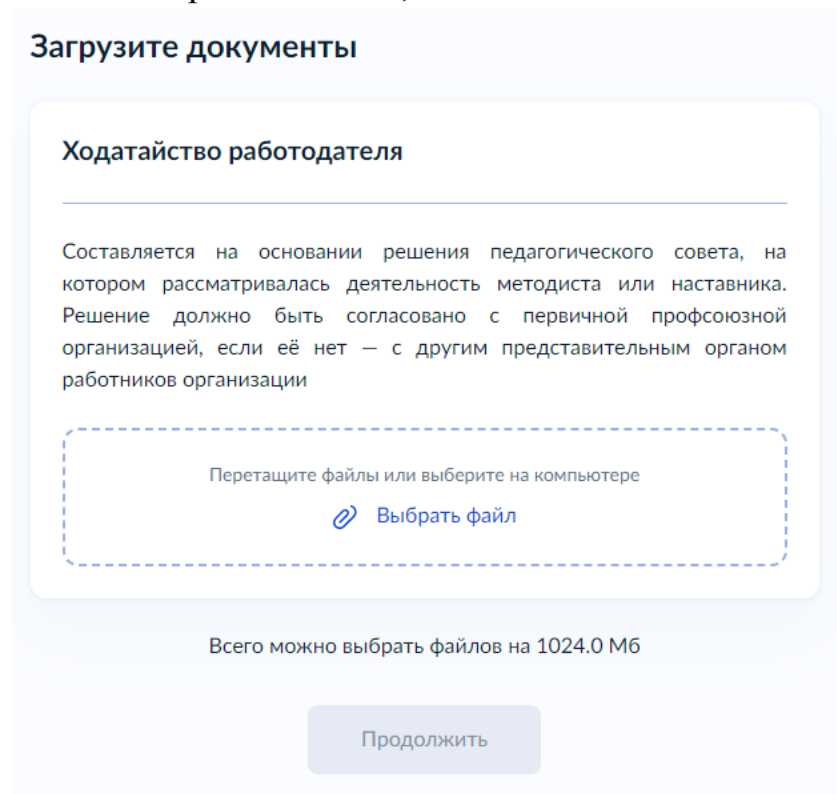 Загрузите документы
Ходатайство работодателя
Составляется на основании решения педагогического совета, на
котором рассматривалась деятельность методиста или наставника.
Решение должно быть согласовано с первичной профсоюзной
организацией, если её нет — с другим представительным органом
работников организации
Перетащите файлы или выберите на компьютере
Выбрать файл
Всего можно выбрать файлов на 1024.0 Мб
Продолжить